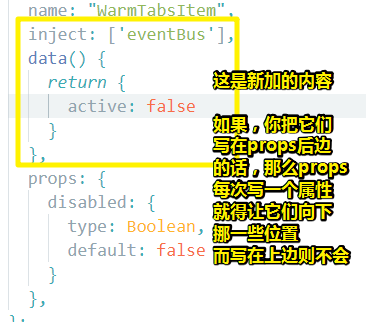 name: "WarmTabsItem",
inject: ['eventBus'],
data() {
return {
active: false
}
},
props: {
disabled: {
type: Boolean,
default: false
}
},
};
这是新加的内容
如果，你把它们
写在props后边
的话，那么props
每次写一个属性
就得让它们向下
挪一些位置
而写在上边则不会